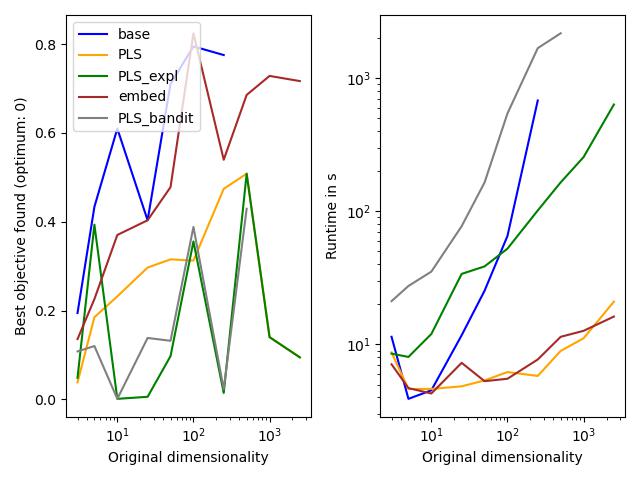 base
PLS
PLS_expl
embed
PLS_bandit
0.8
0.6
0.4
0.2
0.0
Best objective found (optimum: 0)
10¹
10²
10³
Original dimensionality
10³
10²
10¹
Runtime in s
10¹
10²
10³
Original dimensionality